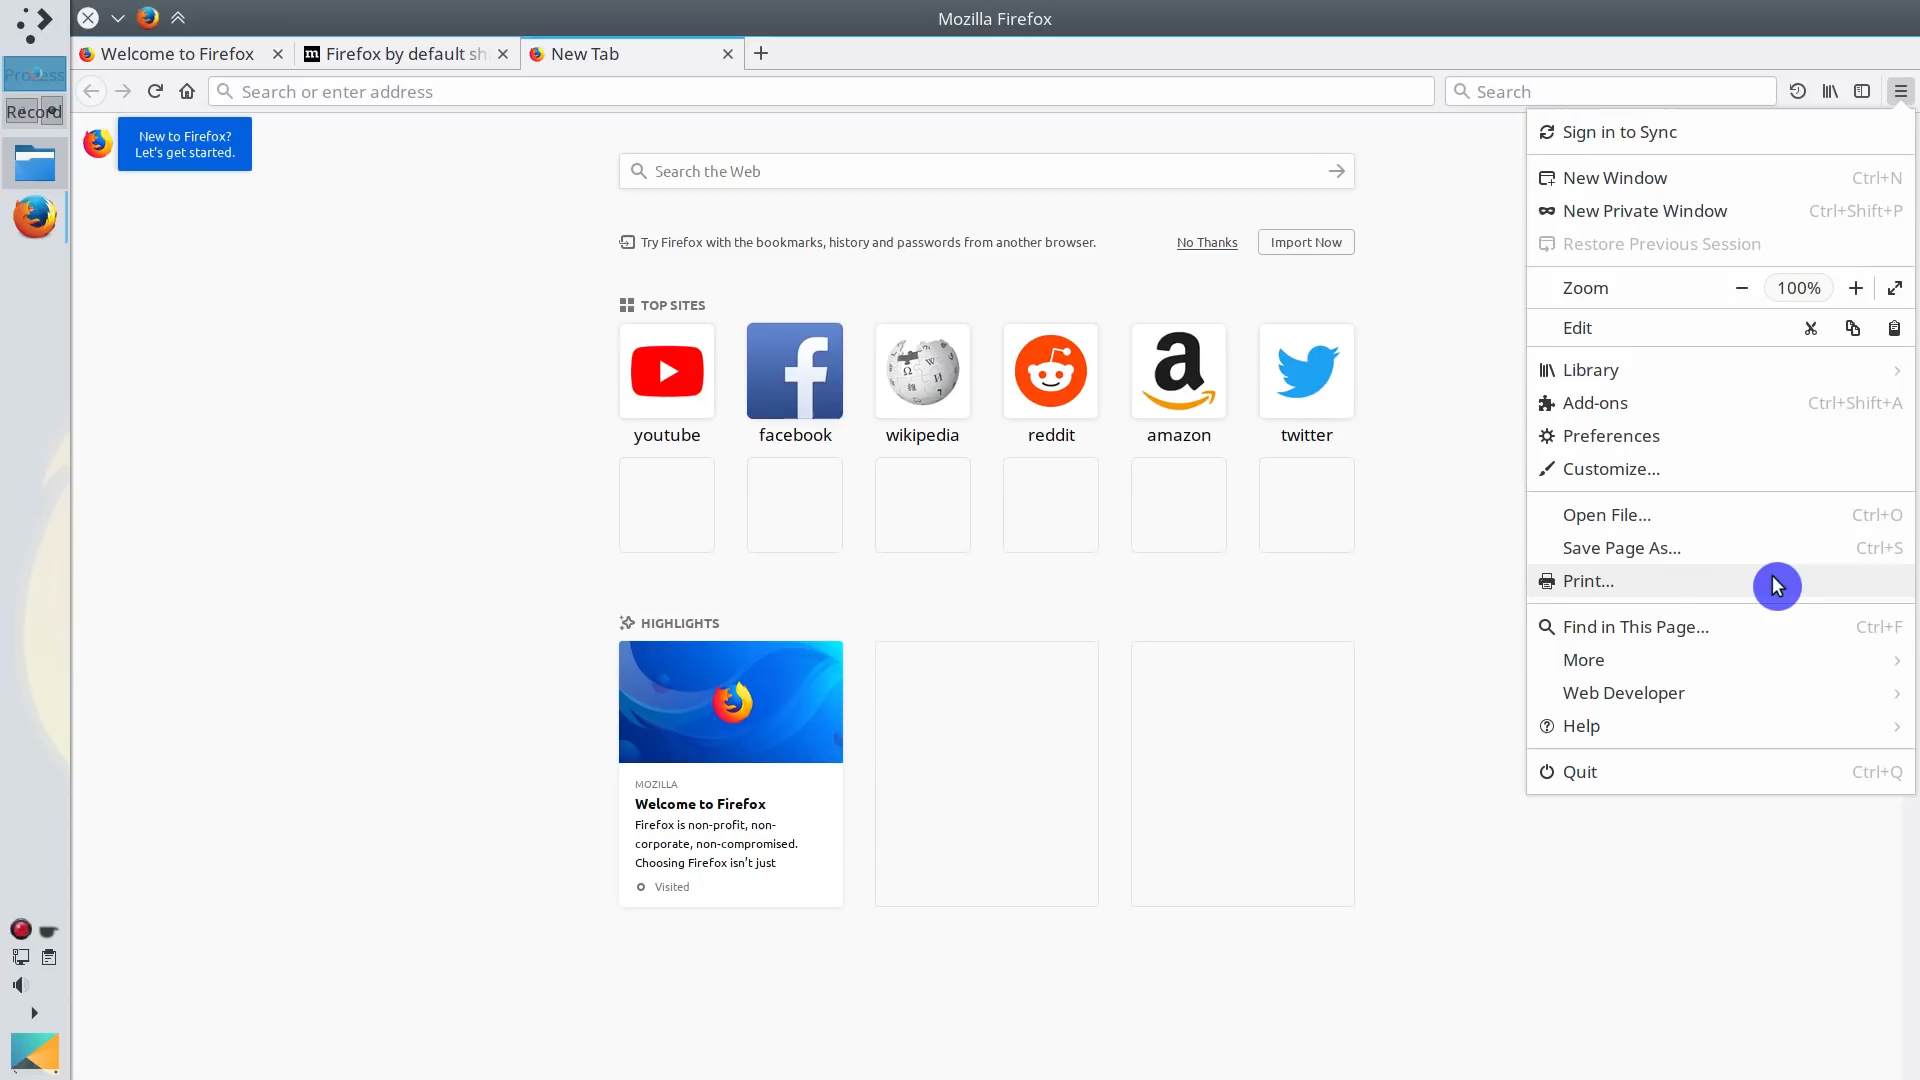 Mozilla Firefox
Process
Record
Welcome to Firefox
Firefox by default sh
New Tab
Search or enter address
Search
New to Firefox?
Let's get started.
Search the Web
Try Firefox with the bookmarks, history and passwords from another browser.
No Thanks
Import Now
TOP SITES
youtube
facebook
wikipedia
reddit
amazon
twitter
HIGHLIGHTS
MOZILLA
Welcome to Firefox
Firefox is non-profit, non-
corporate, non-compromised.
Choosing Firefox isn't just
Visited
Sign in to Sync
New Window Ctrl+N
New Private Window Ctrl+Shift+P
Restore Previous Session
Zoom 100%
Edit
Library
Add-ons Ctrl+Shift+A
Preferences
Customize...
Open File... Ctrl+O
Save Page As... Ctrl+S
Print...
Find in This Page... Ctrl+F
More
Web Developer
Help
Quit Ctrl+Q